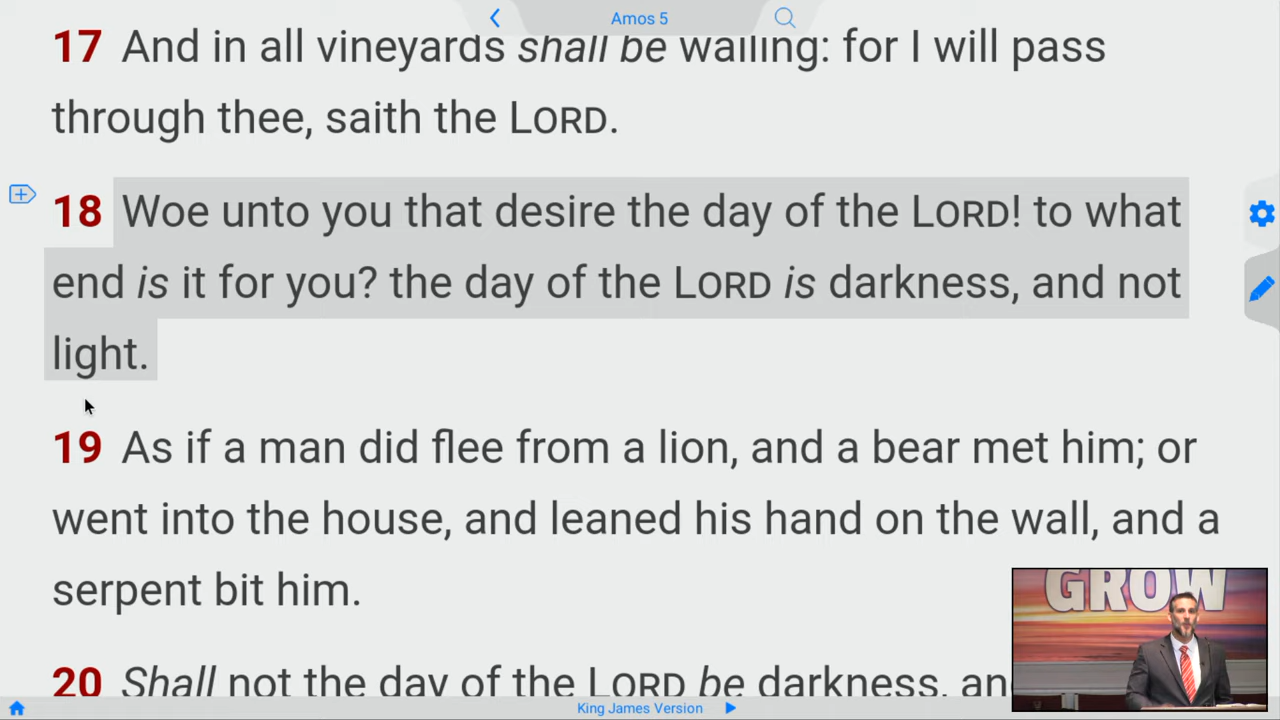 Amos 5
17 And in all vineyards shall be wailing: for I will pass
through thee, saith the LORD.
18 Woe unto you that desire the day of the LORD! to what
end is it for you? the day of the LORD is darkness, and not
light.
19 As if a man did flee from a lion, and a bear met him; or
went into the house, and leaned his hand on the wall, and a
serpent bit him.
GROW
20 Shall not the day of the LORD be darkness, an
King James Version